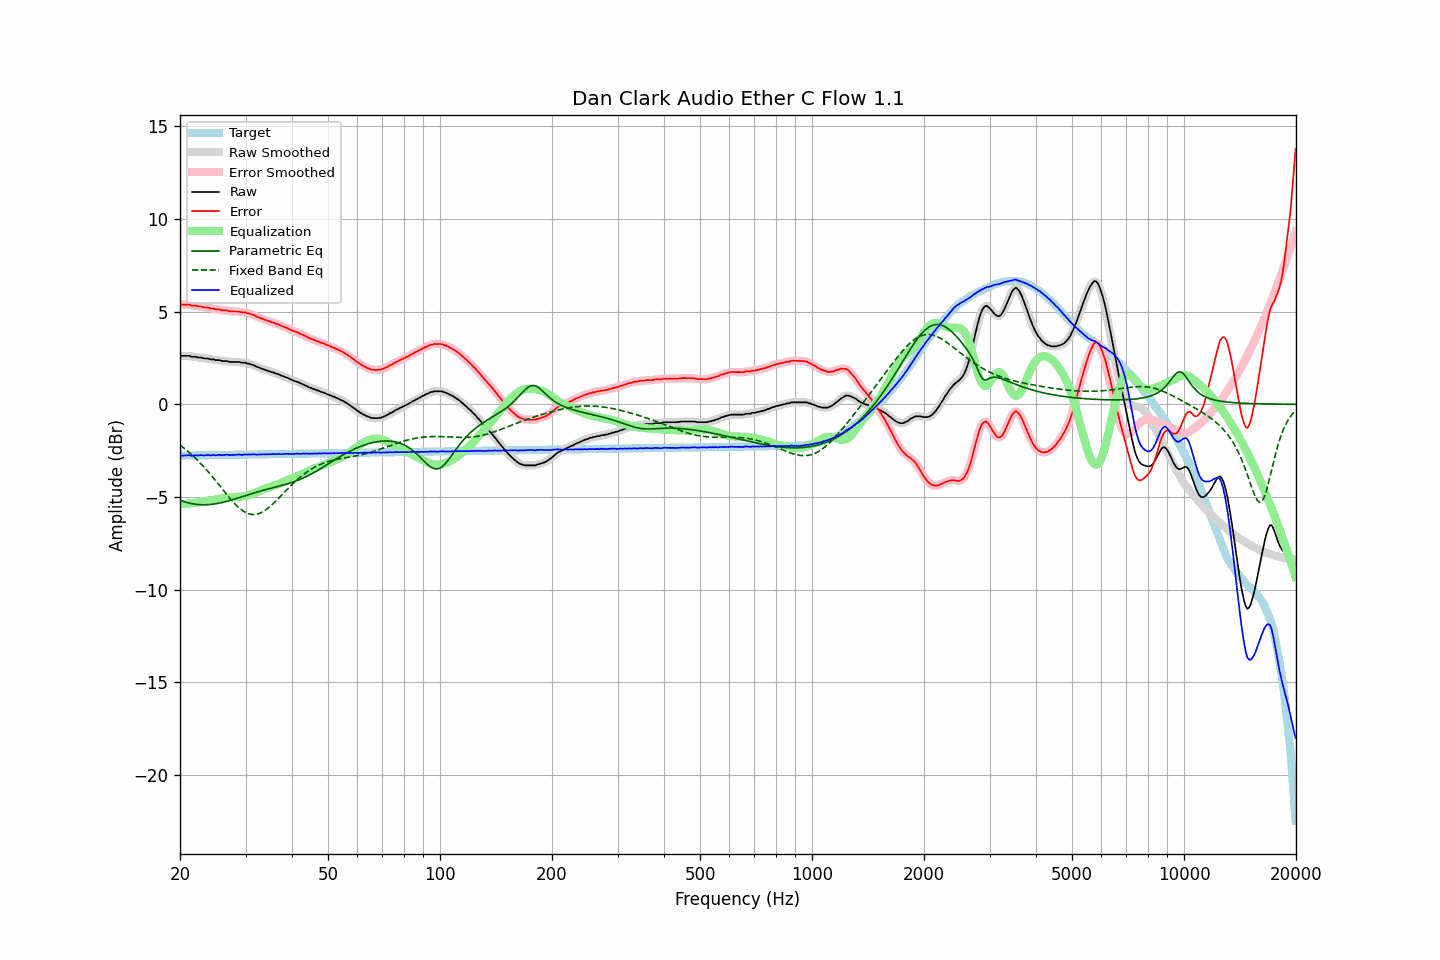 Dan Clark Audio Ether C Flow 1.1
Target
Raw Smoothed
Error Smoothed
Raw
Error
Equalization
Parametric Eq
Fixed Band Eq
Equalized
15
10
5
0
−5
−10
−15
−20
Amplitude (dBr)
20
50
100
200
500
1000
2000
5000
10000
20000
Frequency (Hz)